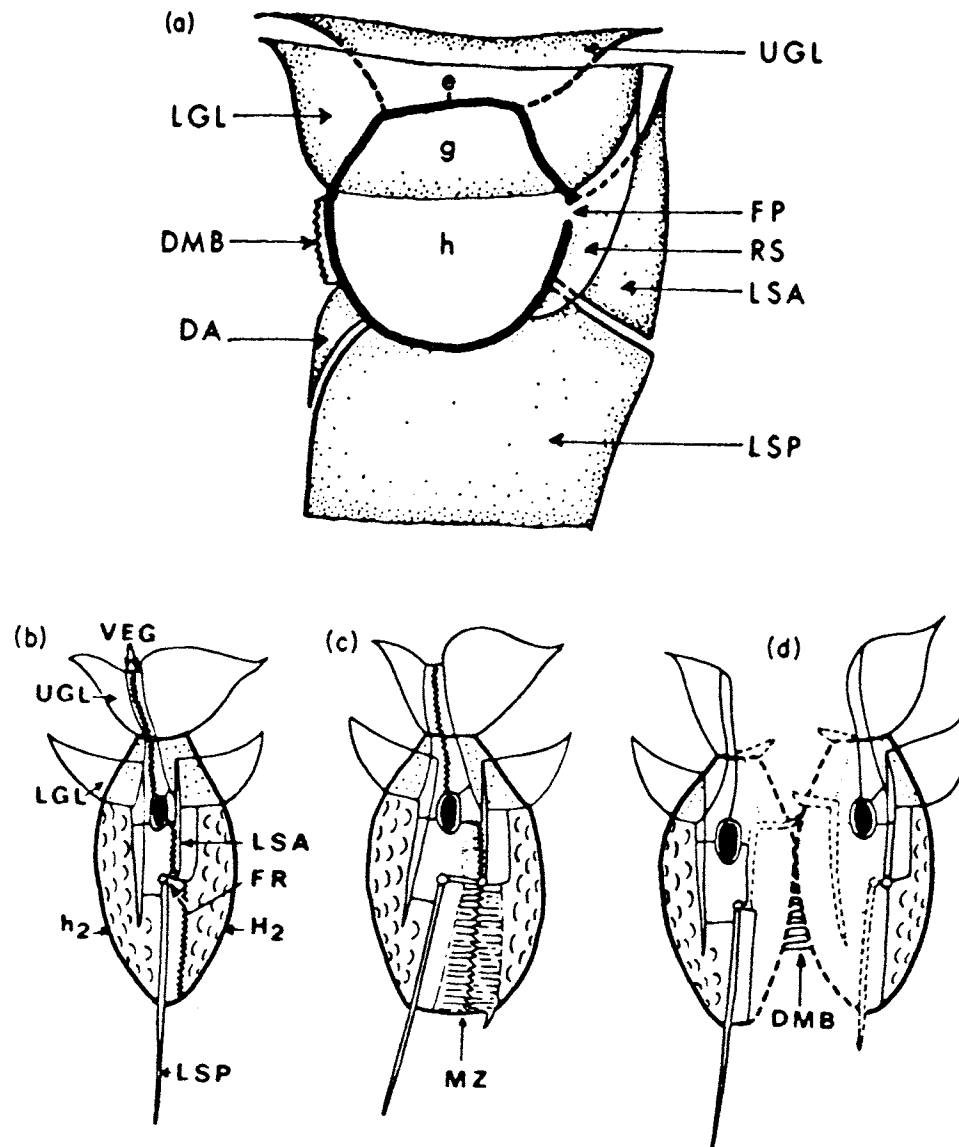 (a)
UGL
e
LGL
g
FP
DMB
h
RS
LSA
DA
LSP
(b)
VEG
UGL
LGL
LSA
FR
h2
H2
LSP
(c)
MZ
(d)
DMB